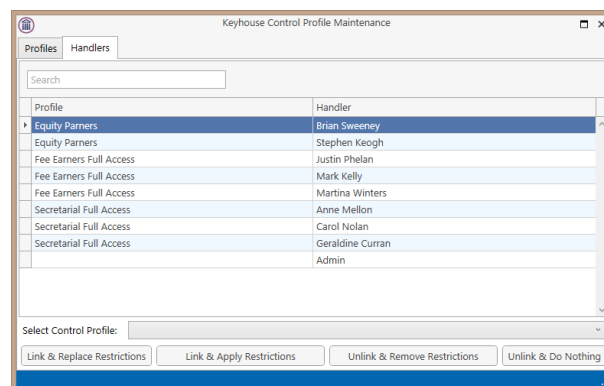 Keyhouse Control Profile Maintenance
Profiles Handlers
Search
Profile Handler
Equity Parners Brian Sweeney
Equity Parners Stephen Keogh
Fee Earners Full Access Justin Phelan
Fee Earners Full Access Mark Kelly
Fee Earners Full Access Martina Winters
Secretarial Full Access Anne Mellon
Secretarial Full Access Carol Nolan
Secretarial Full Access Geraldine Curran
Admin
Select Control Profile:
Link & Replace Restrictions Link & Apply Restrictions Unlink & Remove Restrictions Unlink & Do Nothing